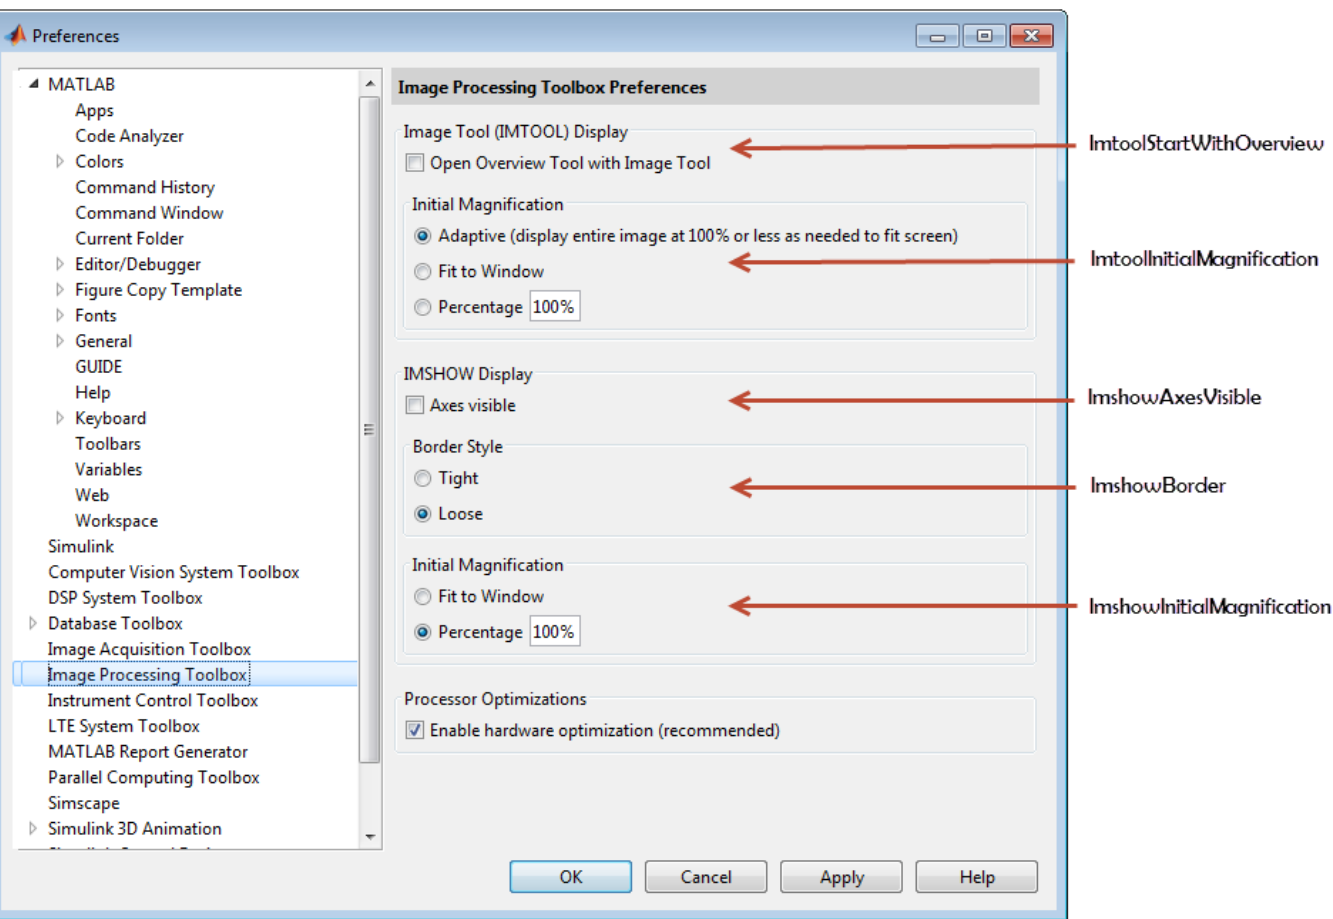 Preferences
MATLAB
Apps
Code Analyzer
Colors
Command History
Command Window
Current Folder
Editor/Debugger
Figure Copy Template
Fonts
General
GUIDE
Help
Keyboard
Toolbars
Variables
Web
Workspace
Simulink
Computer Vision System Toolbox
DSP System Toolbox
Database Toolbox
Image Acquisition Toolbox
Image Processing Toolbox
Instrument Control Toolbox
LTE System Toolbox
MATLAB Report Generator
Parallel Computing Toolbox
Simscape
Simulink 3D Animation
Image Processing Toolbox Preferences
Image Tool (IMTOOL) Display
Open Overview Tool with Image Tool
Initial Magnification
Adaptive (display entire image at 100% or less as needed to fit screen)
Fit to Window
Percentage 100%
IMSHOW Display
Axes visible
Border Style
Tight
Loose
Initial Magnification
Fit to Window
Percentage 100%
Processor Optimizations
Enable hardware optimization (recommended)
OK Cancel Apply Help
ImtoolStartWithOverview
ImtoolInitialMagnification
ImshowAxesVisible
ImshowBorder
ImshowInitialMagnification